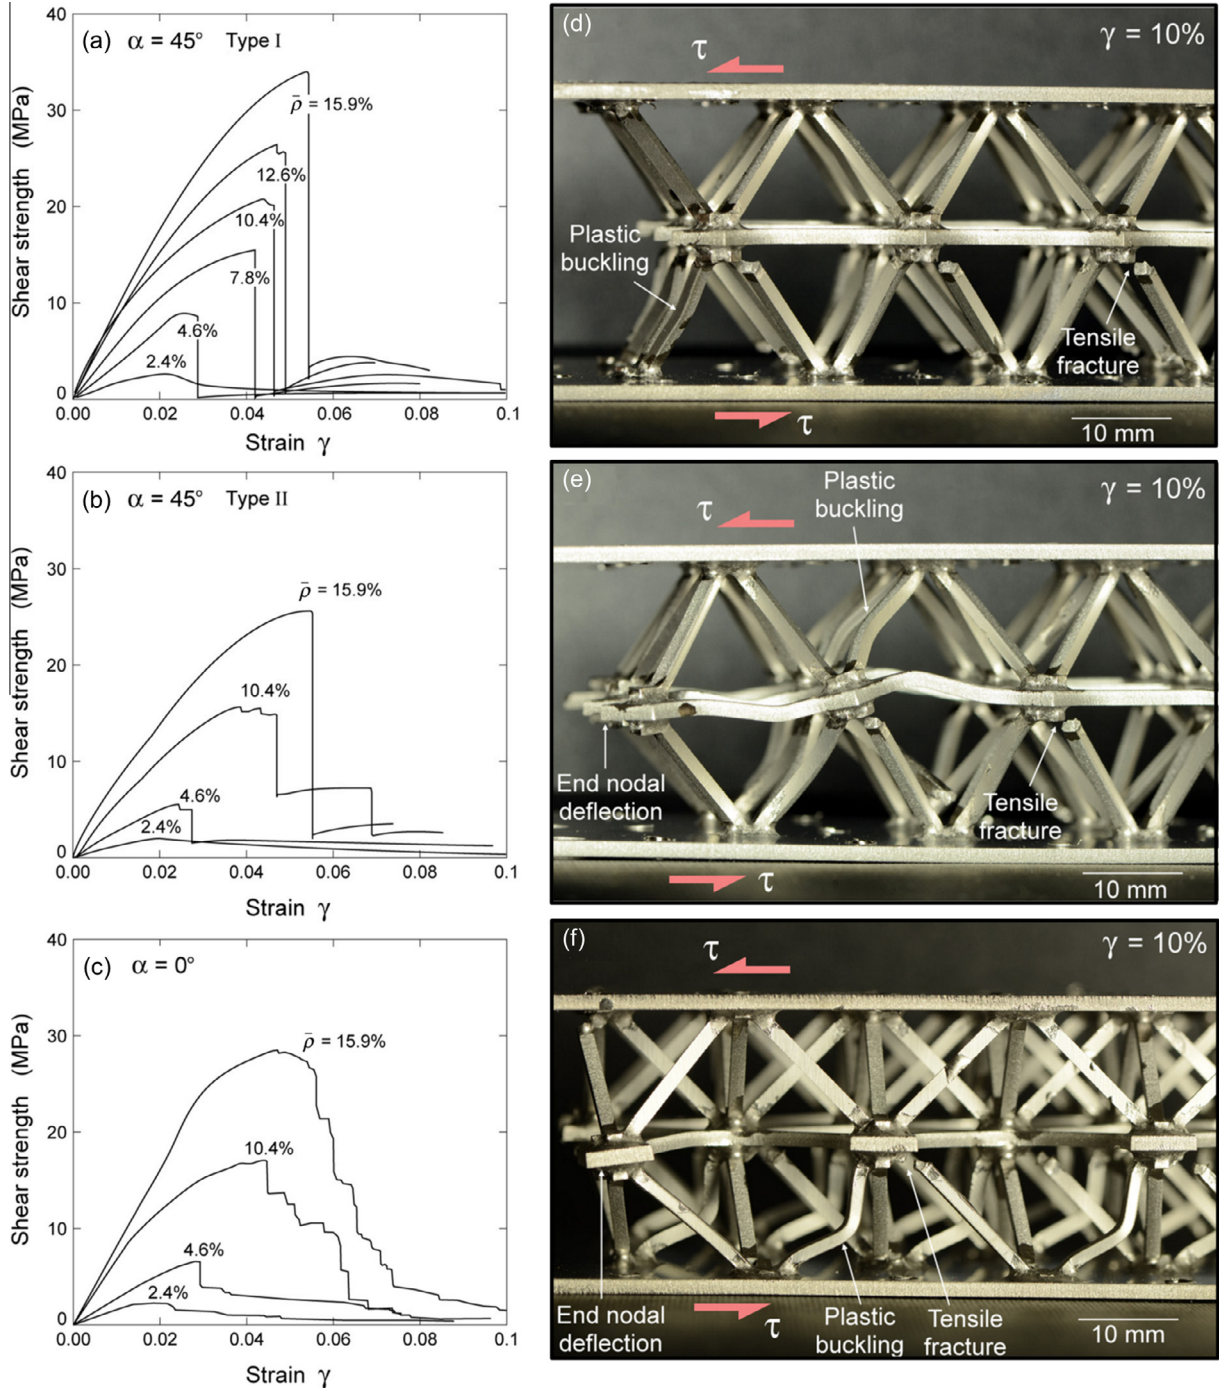 (a) α = 45° Type I
Shear strength (MPa)
40
30
20
10
0
ρ̄ = 15.9%
12.6%
10.4%
7.8%
4.6%
2.4%
0.00 0.02 0.04 0.06 0.08 0.1
Strain γ
(d)
γ = 10%
τ
Plastic
buckling
Tensile
fracture
τ
10 mm
(b) α = 45° Type II
Shear strength (MPa)
40
30
20
10
0
ρ̄ = 15.9%
10.4%
4.6%
2.4%
0.00 0.02 0.04 0.06 0.08 0.1
Strain γ
(e)
γ = 10%
τ
Plastic
buckling
End nodal
deflection
Tensile
fracture
τ
10 mm
(c) α = 0°
Shear strength (MPa)
40
30
20
10
0
ρ̄ = 15.9%
10.4%
4.6%
2.4%
0.00 0.02 0.04 0.06 0.08 0.1
Strain γ
(f)
γ = 10%
τ
End nodal
deflection
τ
Plastic
buckling
Tensile
fracture
10 mm